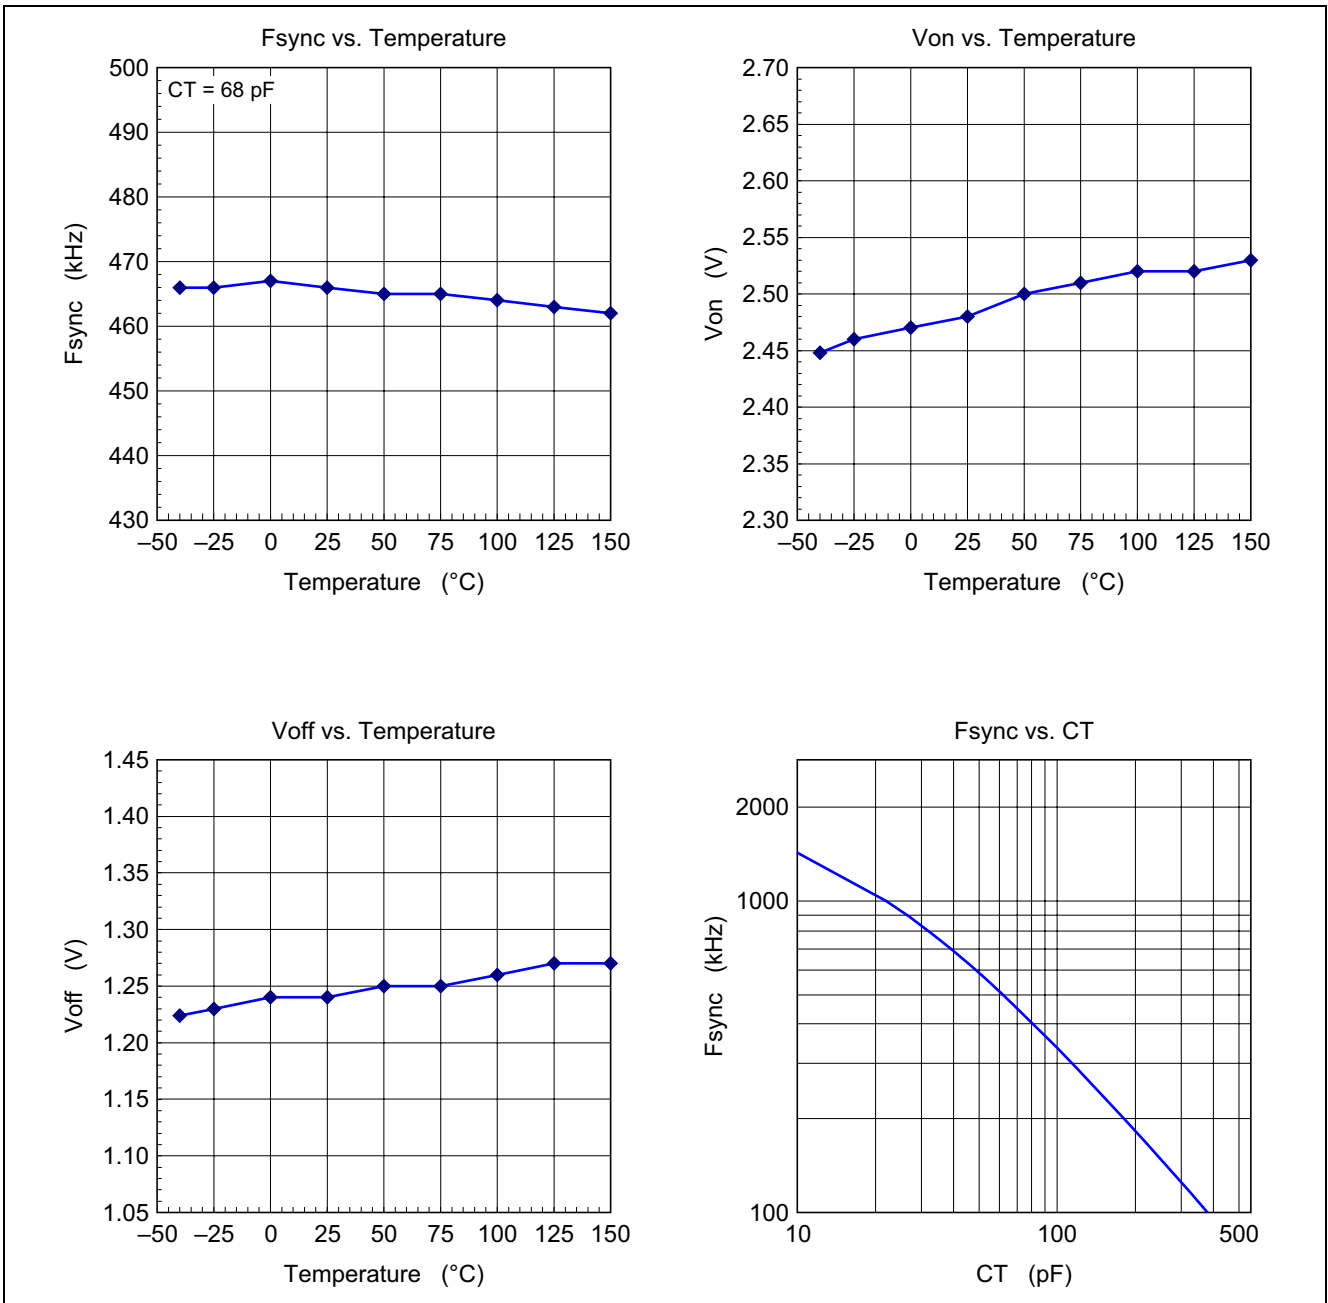 Fsync vs. Temperature
CT = 68 pF
500
490
480
470
460
450
440
430
Fsync (kHz)
–50 –25 0 25 50 75 100 125 150
Temperature (°C)
Von vs. Temperature
2.70
2.65
2.60
2.55
2.50
2.45
2.40
2.35
2.30
Von (V)
–50 –25 0 25 50 75 100 125 150
Temperature (°C)
Voff vs. Temperature
1.45
1.40
1.35
1.30
1.25
1.20
1.15
1.10
1.05
Voff (V)
–50 –25 0 25 50 75 100 125 150
Temperature (°C)
Fsync vs. CT
2000
1000
100
Fsync (kHz)
10 100 500
CT (pF)